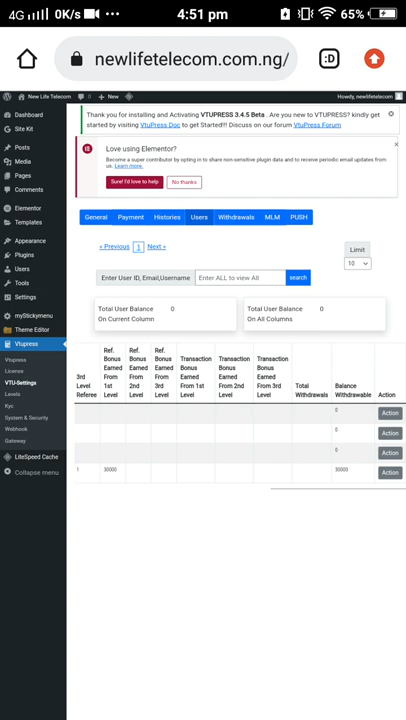 4G 0K/s ••• 4:51 pm 65%
newlifetelecom.com.ng/ :D
New Life Telecom 0 + New Howdy, newlifetelecom
Dashboard
Site Kit
Posts
Media
Pages
Comments
Elementor
Templates
Appearance
Plugins
Users
Tools
Settings
myStickymenu
Theme Editor
Vtupress
Vtupress
License
VTU-Settings
Levels
Kyc
System & Security
Webhook
Gateway
LiteSpeed Cache
Collapse menu
Thank you for installing and Activating VTUPRESS 3.4.5 Beta . Are you new to VTUPRESS? kindly get
started by visiting VtuPress Doc to get Started!!! Discuss on our forum VtuPress Forum
Love using Elementor?
Become a super contributor by opting in to share non-sensitive plugin data and to receive periodic email updates from
us. Learn more.
Sure! I'd love to help No thanks
General Payment Histories Users Withdrawals MLM PUSH
« Previous 1 Next »
Limit
10
Enter User ID, Email,Username Enter ALL to view All search
Total User Balance 0
On Current Column
Total User Balance 0
On All Columns
3rd Level Referee
Ref. Bonus Earned From 1st Level
Ref. Bonus Earned From 2nd Level
Ref. Bonus Earned From 3rd Level
Transaction Bonus Earned From 1st Level
Transaction Bonus Earned From 2nd Level
Transaction Bonus Earned From 3rd Level
Total Withdrawals
Balance Withdrawable
Action
0 Action
0 Action
0 Action
1 30000 30000 Action